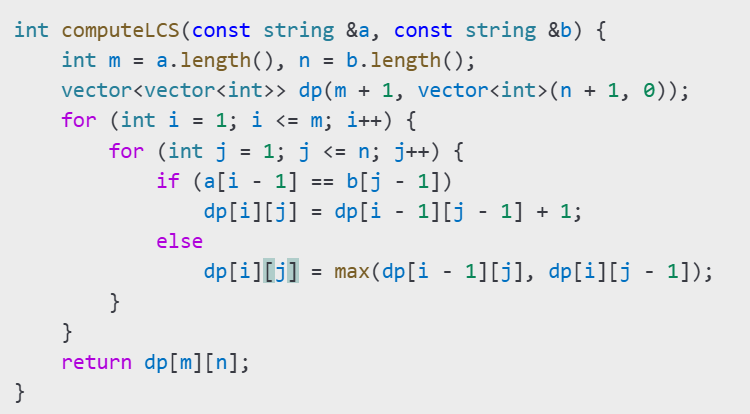 int computeLCS(const string &a, const string &b) {
    int m = a.length(), n = b.length();
    vector<vector<int>> dp(m + 1, vector<int>(n + 1, 0));
    for (int i = 1; i <= m; i++) {
        for (int j = 1; j <= n; j++) {
            if (a[i - 1] == b[j - 1])
                dp[i][j] = dp[i - 1][j - 1] + 1;
            else
                dp[i][j] = max(dp[i - 1][j], dp[i][j - 1]);
        }
    }
    return dp[m][n];
}